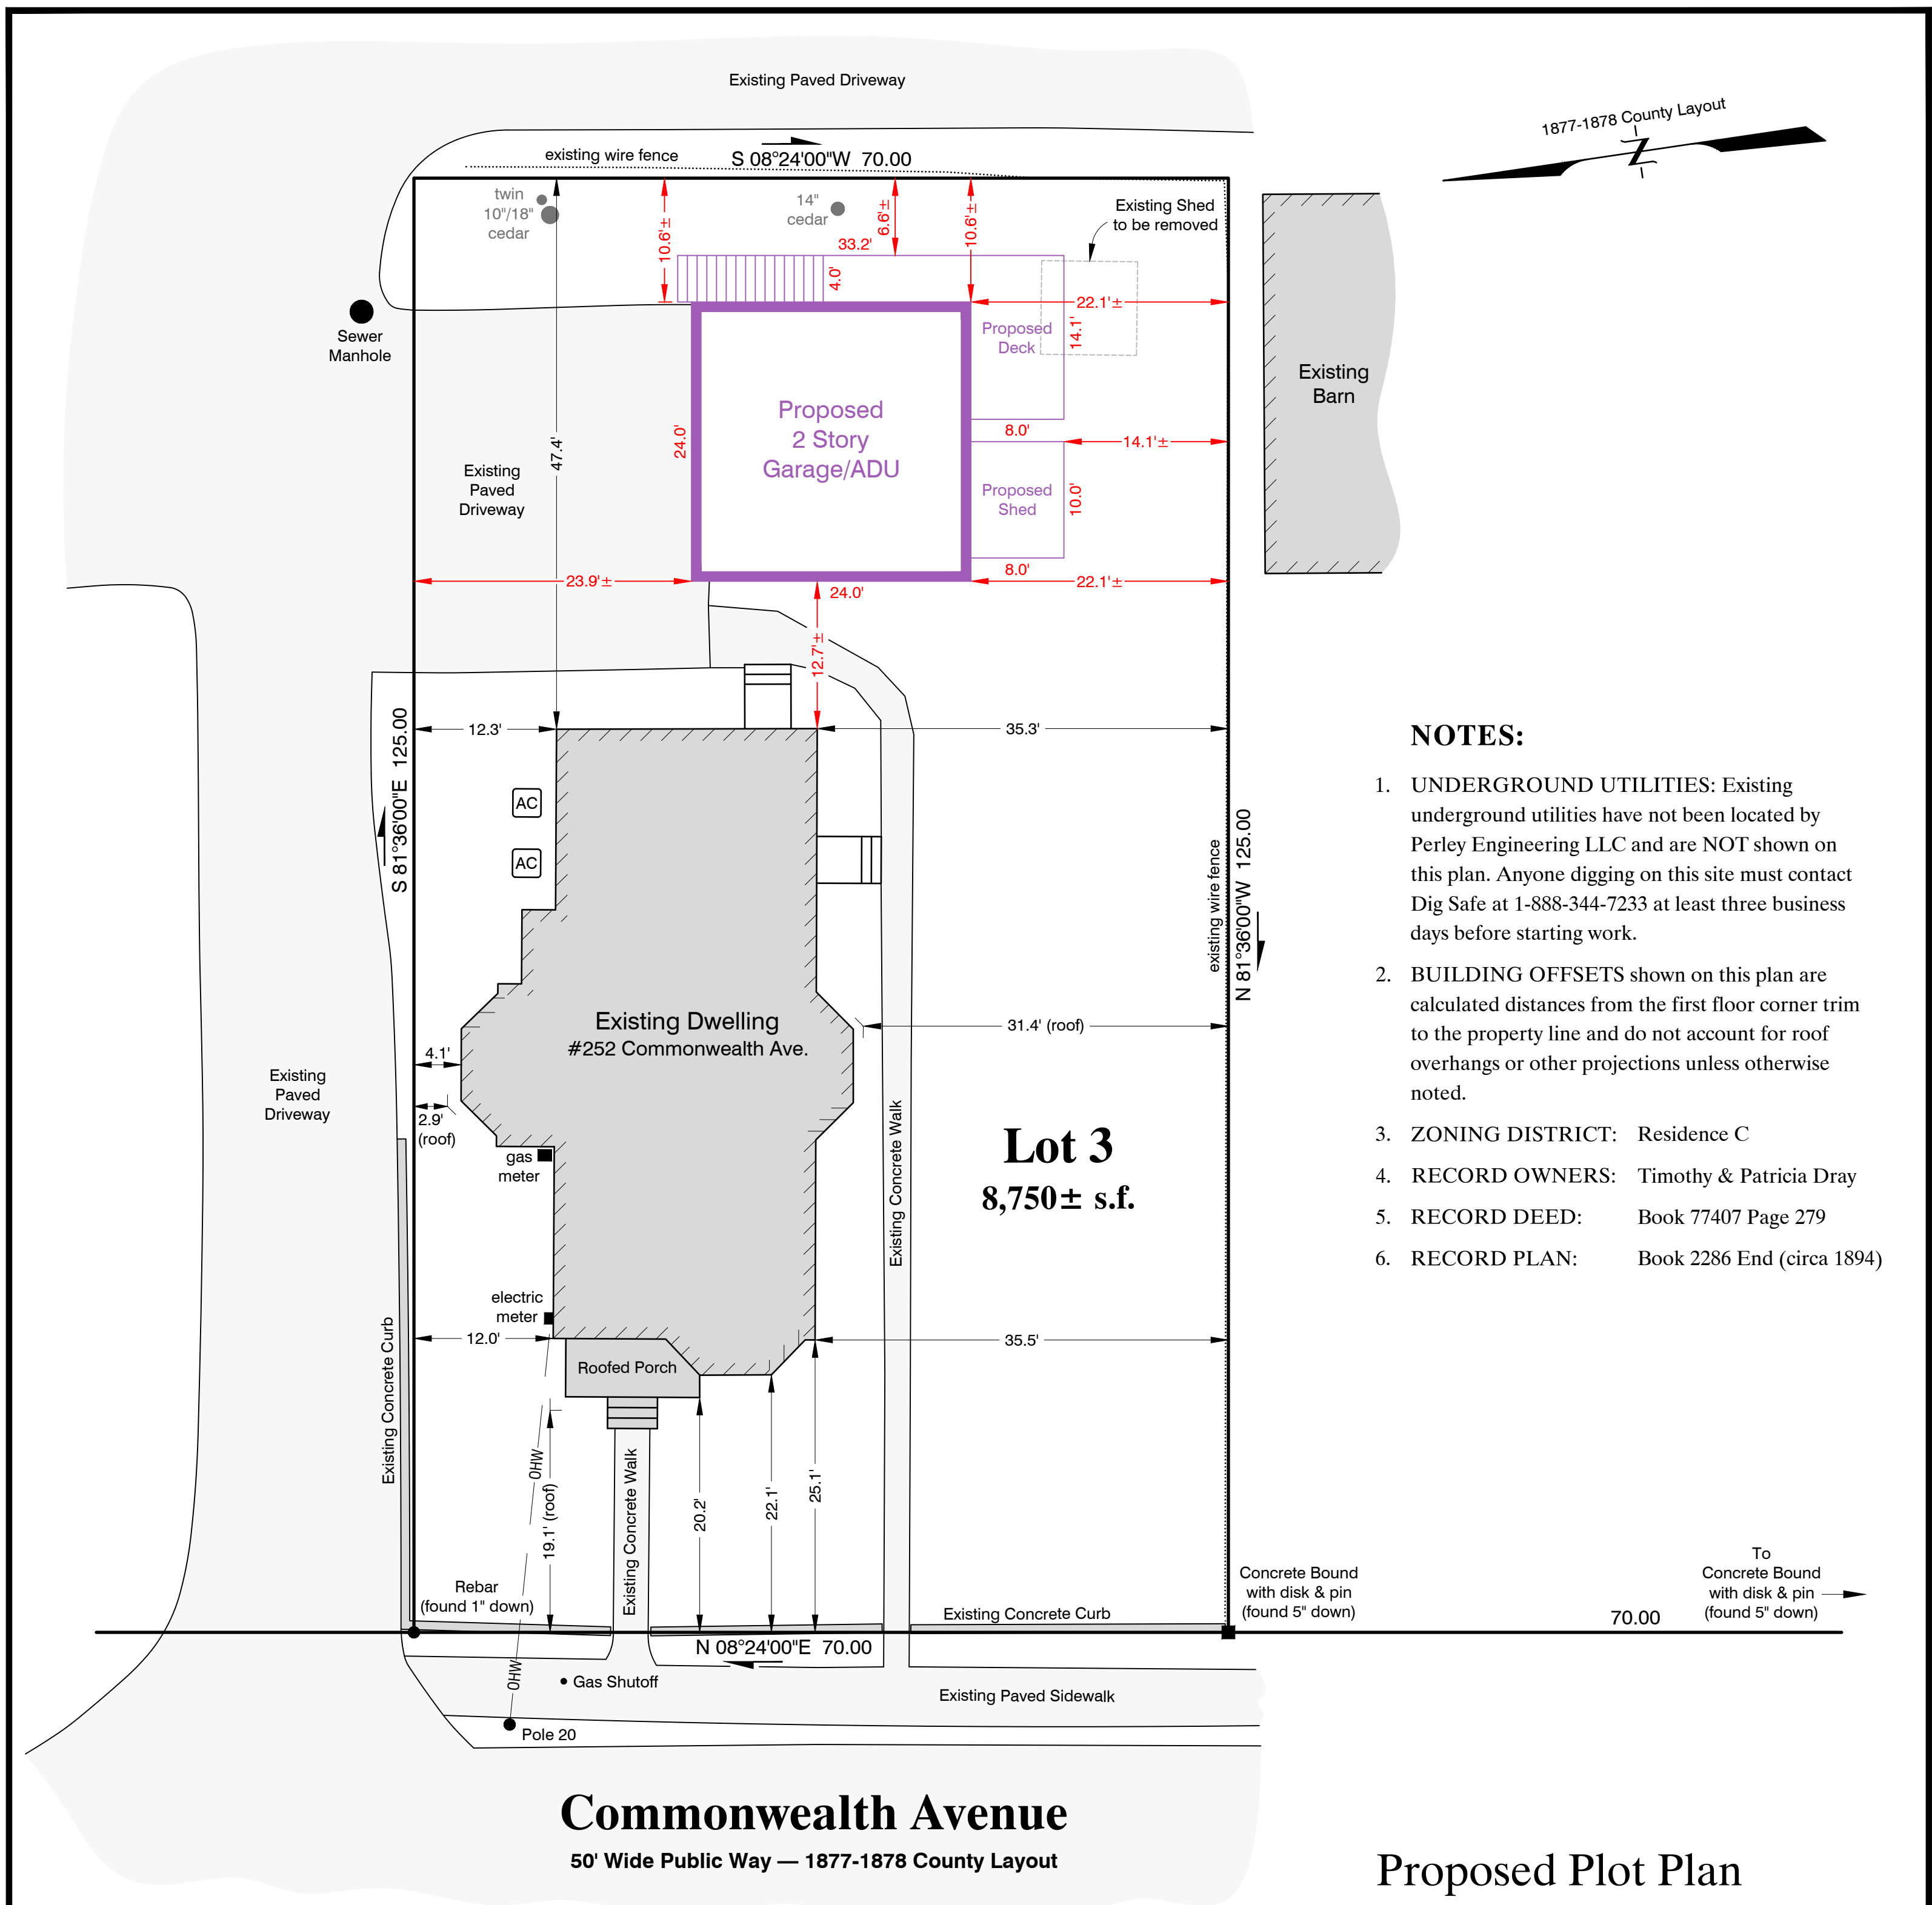 Existing Paved Driveway
1877-1878 County Layout
N
existing wire fence
S 08°24'00"W 70.00
twin
10"/18"
cedar
14"
cedar
Existing Shed
to be removed
10.6'±
6.6'±
10.6'±
33.2'
4.0'
22.1'±
Sewer
Manhole
Proposed
Deck
14.1'
Existing
Barn
Proposed
2 Story
Garage/ADU
24.0'
47.4'
8.0'
14.1'±
Existing
Paved
Driveway
Proposed
Shed
10.0'
8.0'
23.9'±
22.1'±
24.0'
12.7'±
12.3'
35.3'
S 81°36'00"E 125.00
AC
AC
existing wire fence
N 81°36'00"W 125.00
Existing Dwelling
#252 Commonwealth Ave.
31.4' (roof)
4.1'
2.9'
(roof)
Existing
Paved
Driveway
gas
meter
Existing Concrete Walk
Lot 3
8,750± s.f.
electric
meter
12.0'
35.5'
Roofed Porch
Existing Concrete Curb
OHW
19.1' (roof)
Existing Concrete Walk
20.2'
22.1'
25.1'
Rebar
(found 1" down)
Existing Concrete Curb
Concrete Bound
with disk & pin
(found 5" down)
To
Concrete Bound
with disk & pin
(found 5" down)
70.00
N 08°24'00"E 70.00
OHW
Gas Shutoff
Existing Paved Sidewalk
Pole 20
Commonwealth Avenue
50' Wide Public Way — 1877-1878 County Layout
NOTES:
1. UNDERGROUND UTILITIES: Existing
underground utilities have not been located by
Perley Engineering LLC and are NOT shown on
this plan. Anyone digging on this site must contact
Dig Safe at 1-888-344-7233 at least three business
days before starting work.
2. BUILDING OFFSETS shown on this plan are
calculated distances from the first floor corner trim
to the property line and do not account for roof
overhangs or other projections unless otherwise
noted.
3. ZONING DISTRICT: Residence C
4. RECORD OWNERS: Timothy & Patricia Dray
5. RECORD DEED: Book 77407 Page 279
6. RECORD PLAN: Book 2286 End (circa 1894)
Proposed Plot Plan